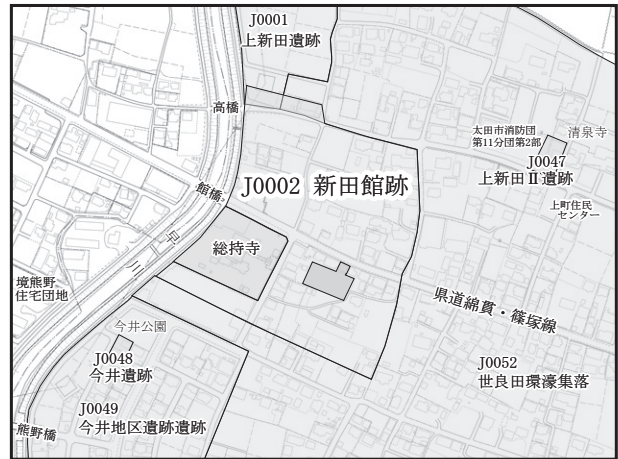 J0001
上新田遺跡
高橋
太田市消防団
第11分団第2部
清泉寺
J0047
上新田Ⅱ遺跡
館橋
J0002 新田館跡
上町住民
センター
早
川
総持寺
境熊野
住宅団地
県道綿貫・篠塚線
今井公園
J0048
今井遺跡
J0052
世良田環濠集落
J0049
今井地区遺跡遺跡
熊野橋